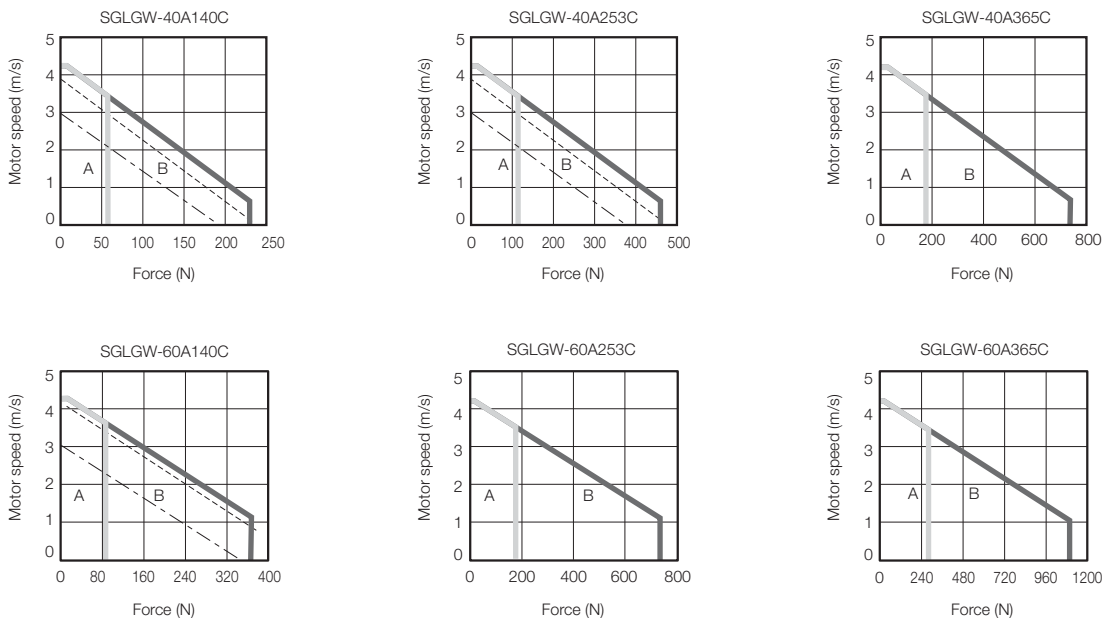 SGLGW-40A140C
Motor speed (m/s)
5
4
3
2
1
0
A
B
0 50 100 150 200 250
Force (N)
SGLGW-40A253C
Motor speed (m/s)
5
4
3
2
1
0
A
B
0 100 200 300 400 500
Force (N)
SGLGW-40A365C
Motor speed (m/s)
5
4
3
2
1
0
A
B
0 200 400 600 800
Force (N)
SGLGW-60A140C
Motor speed (m/s)
5
4
3
2
1
0
A
B
0 80 160 240 320 400
Force (N)
SGLGW-60A253C
Motor speed (m/s)
5
4
3
2
1
0
A
B
0 200 400 600 800
Force (N)
SGLGW-60A365C
Motor speed (m/s)
5
4
3
2
1
0
A
B
0 240 480 720 960 1200
Force (N)